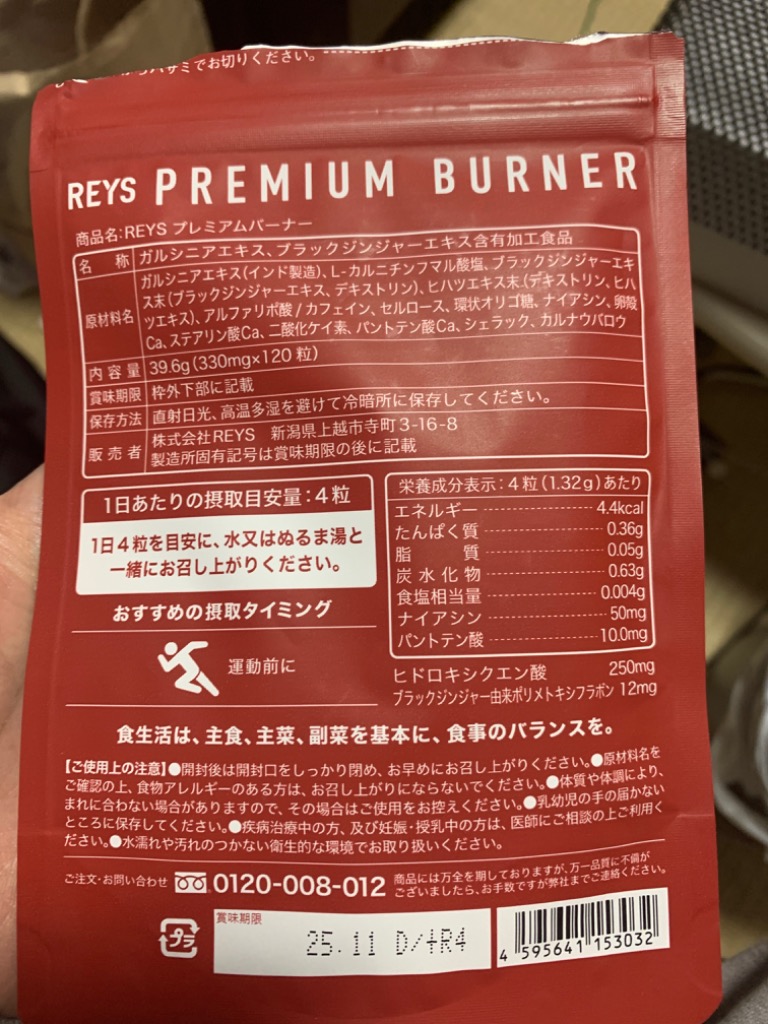 らハサミでお切りください。
REYS PREMIUM BURNER
商品名:REYS プレミアムバーナー
名 称 ガルシニアエキス、ブラックジンジャーエキス含有加工食品
原材料名 ガルシニアエキス(インド製造)、L-カルニチンフマル酸塩、ブラックジンジャーエキ
ス末(ブラックジンジャーエキス、デキストリン)、ヒハツエキス末(デキストリン、ヒハ
ツエキス)、アルファリポ酸 / カフェイン、セルロース、環状オリゴ糖、ナイアシン、卵殻
Ca、ステアリン酸Ca、二酸化ケイ素、パントテン酸Ca、シェラック、カルナウバロウ
内 容 量 39.6g(330mg×120 粒)
賞味期限 枠外下部に記載
保存方法 直射日光、高温多湿を避けて冷暗所に保存してください。
販 売 者 株式会社REYS 新潟県上越市寺町3-16-8
製造所固有記号は賞味期限の後に記載
1日あたりの摂取目安量:4粒
1日4粒を目安に、水又はぬるま湯と
一緒にお召し上がりください。
おすすめの摂取タイミング
運動前に
栄養成分表示:4粒(1.32g)あたり
エネルギー 4.4kcal
たんぱく質 0.36g
脂 質 0.05g
炭水化物 0.63g
食塩相当量 0.004g
ナイアシン 50mg
パントテン酸 10.0mg
ヒドロキシクエン酸 250mg
ブラックジンジャー由来ポリメトキシフラボン 12mg
食生活は、主食、主菜、副菜を基本に、食事のバランスを。
【ご使用上の注意】●開封後は開封口をしっかり閉め、お早めにお召し上がりください。●原材料名を
ご確認の上、食物アレルギーのある方は、お召し上がりにならないでください。●体質や体調により、
まれに合わない場合がありますので、その場合はご使用をお控えください。●乳幼児の手の届かない
ところに保存してください。●疾病治療中の方、及び妊娠・授乳中の方は、医師にご相談の上ご利用く
ださい。●水濡れや汚れのつかない衛生的な環境でお取り扱いください。
ご注文・お問い合わせ 0120-008-012
商品には万全を期しておりますが、万一品質に不備が
ございましたら、お手数ですが弊社までご連絡ください。
プラ
賞味期限
25.11 D/+R4
4 595641 153032